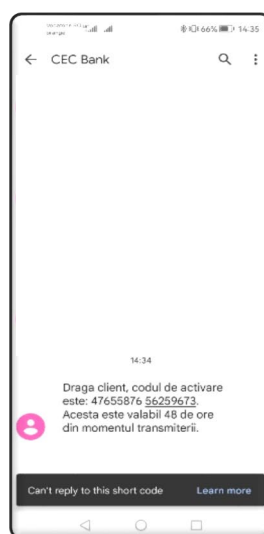 orange
66% 14:35
CEC Bank
14:34
Draga client, codul de activare
este: 47655876 56259673.
Acesta este valabil 48 de ore
din momentul transmiterii.
Can't reply to this short code Learn more